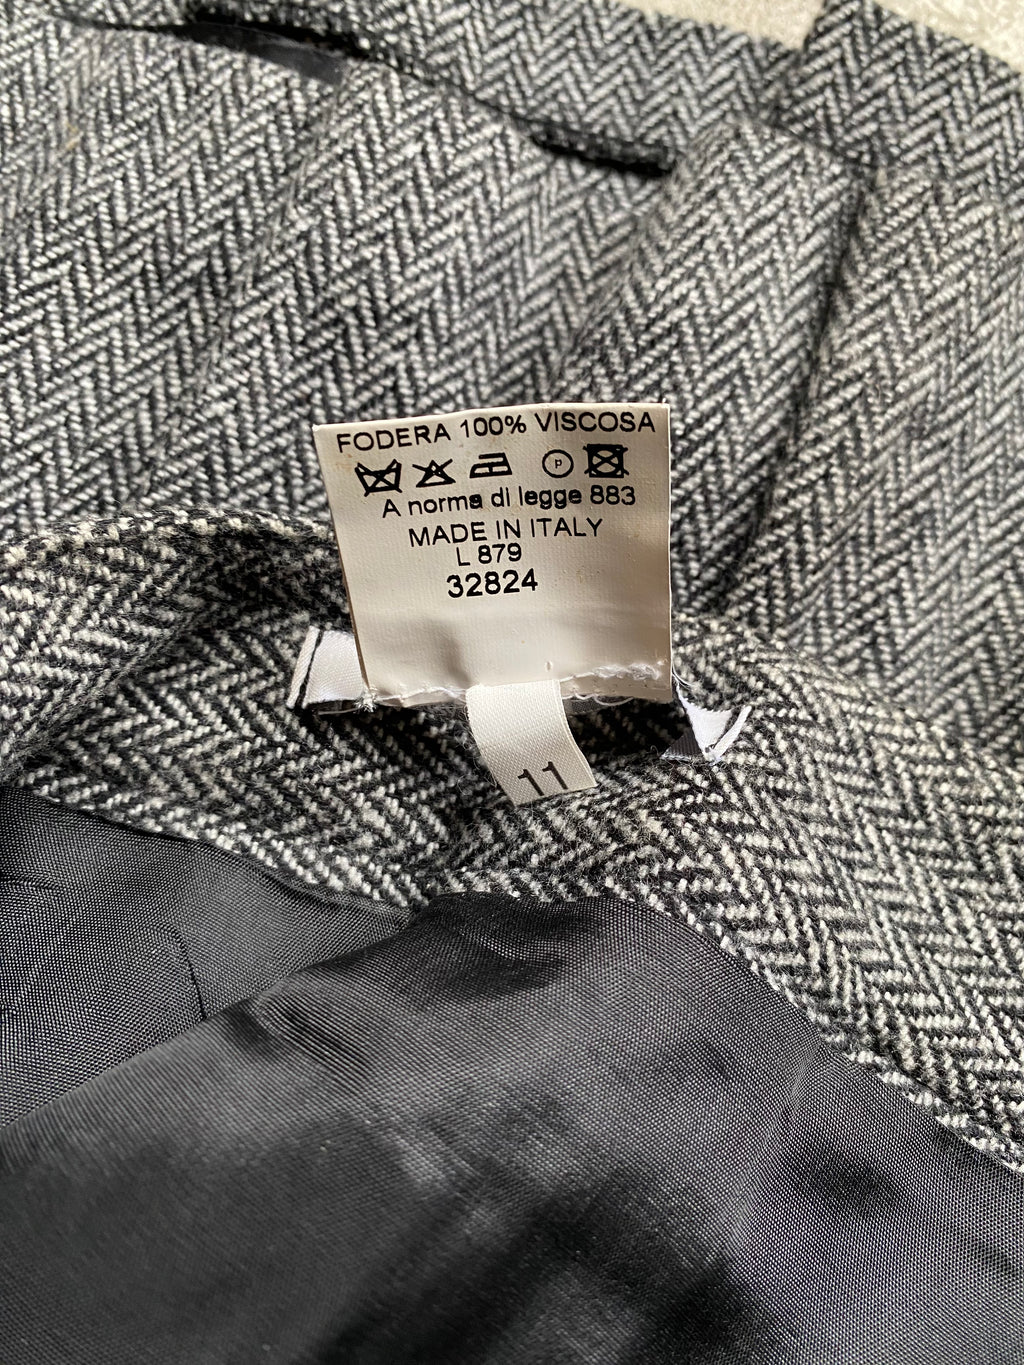 FODERA 100% VISCOSA
P
A norma di legge 883
MADE IN ITALY
L 879
32824
11